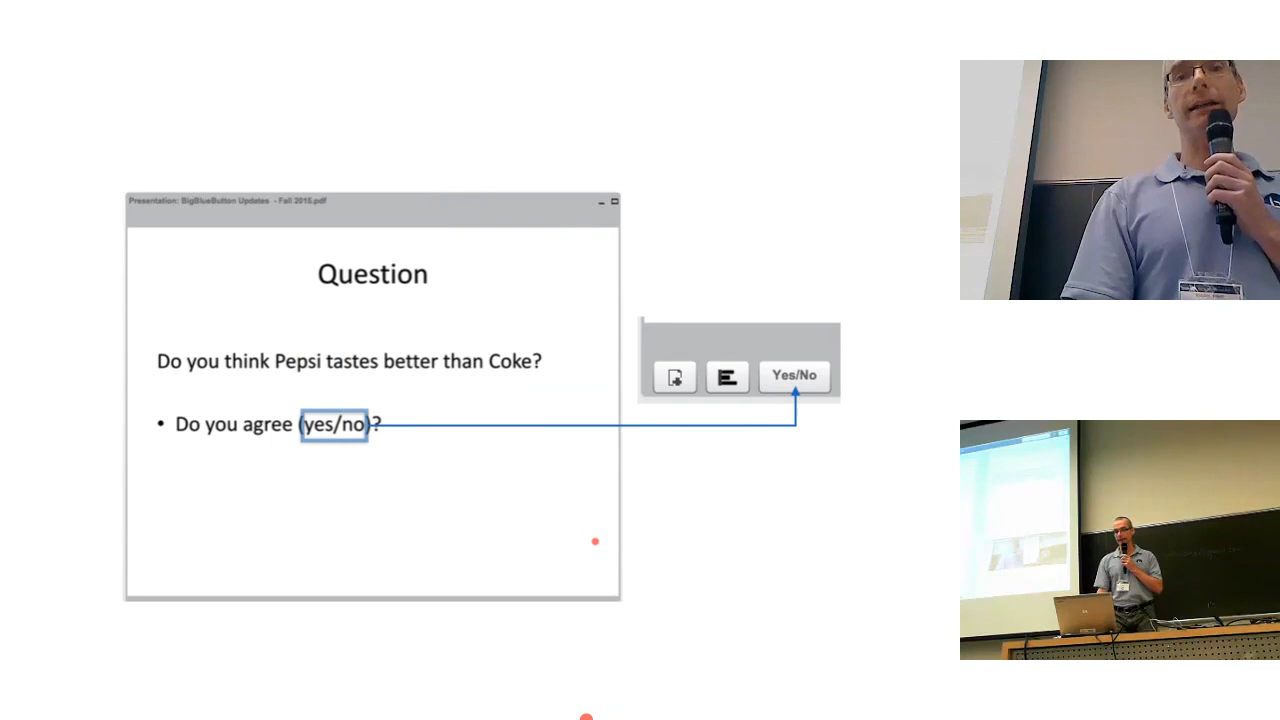 Presentation: BigBlueButton Updates - Fall 2015.pdf
Question
Do you think Pepsi tastes better than Coke?
• Do you agree (yes/no)?
Yes/No